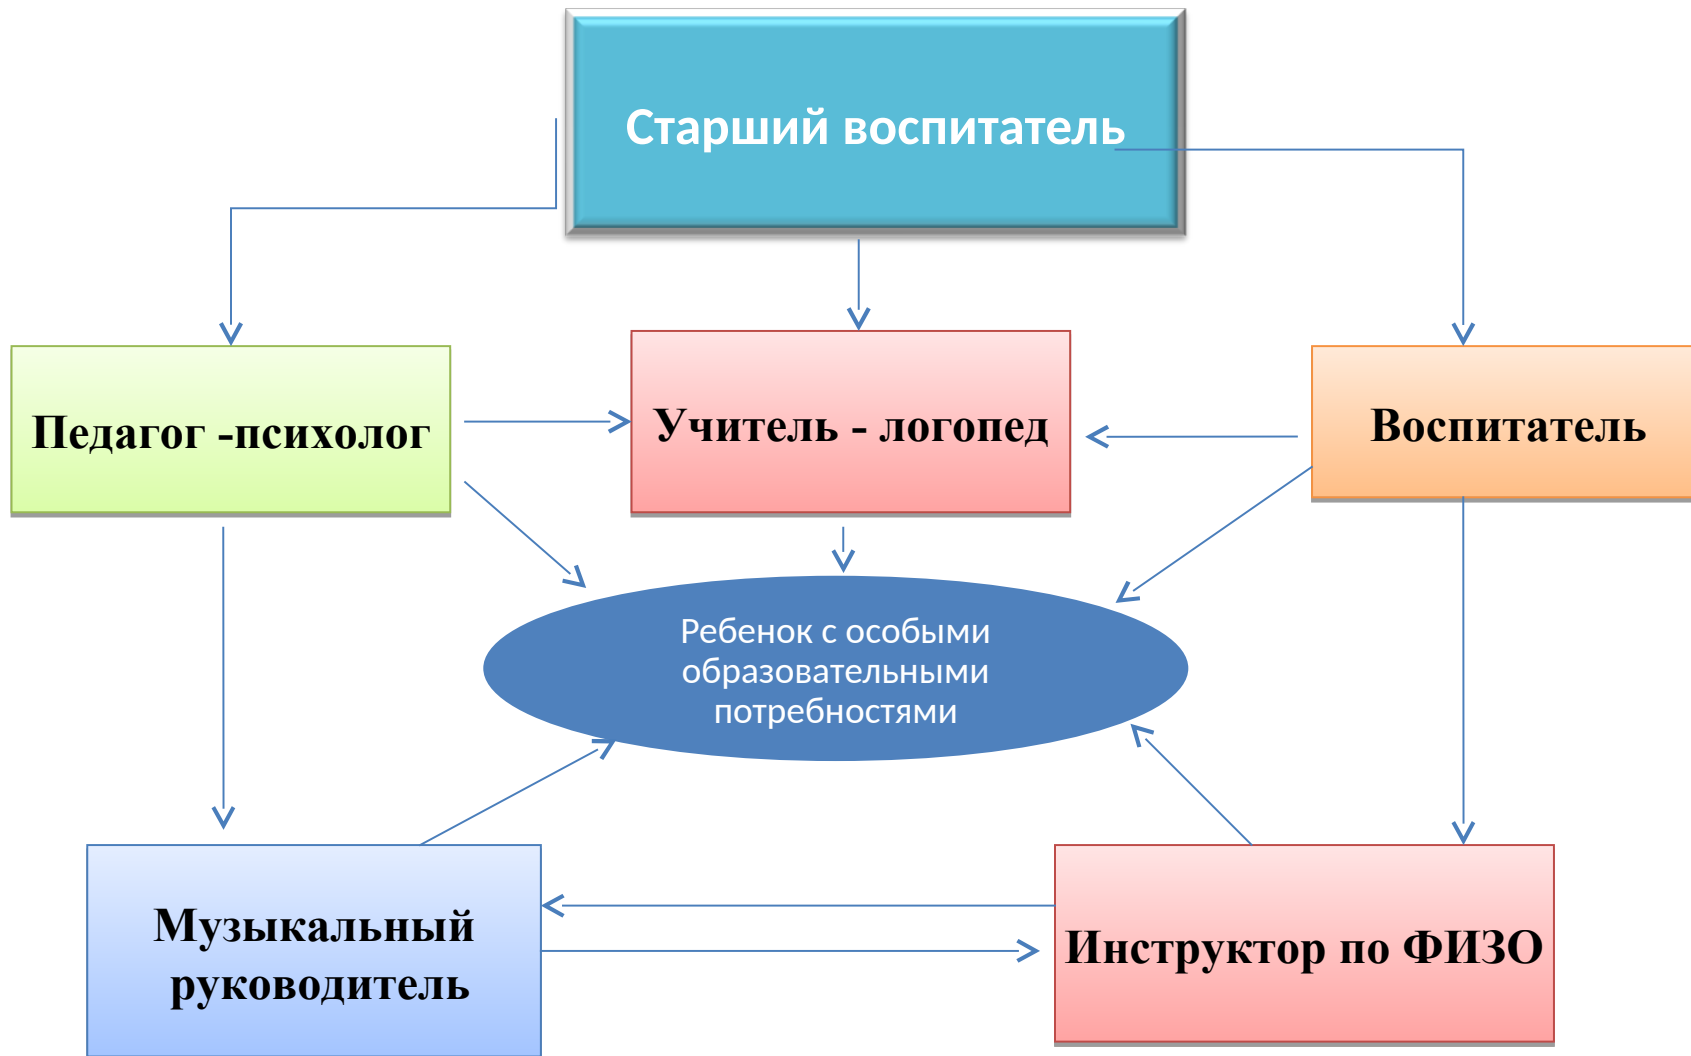 Старший воспитатель
Педагог -психолог
Учитель - логопед
Воспитатель
Ребенок с особыми
образовательными
потребностями
Музыкальный
руководитель
Инструктор по ФИЗО